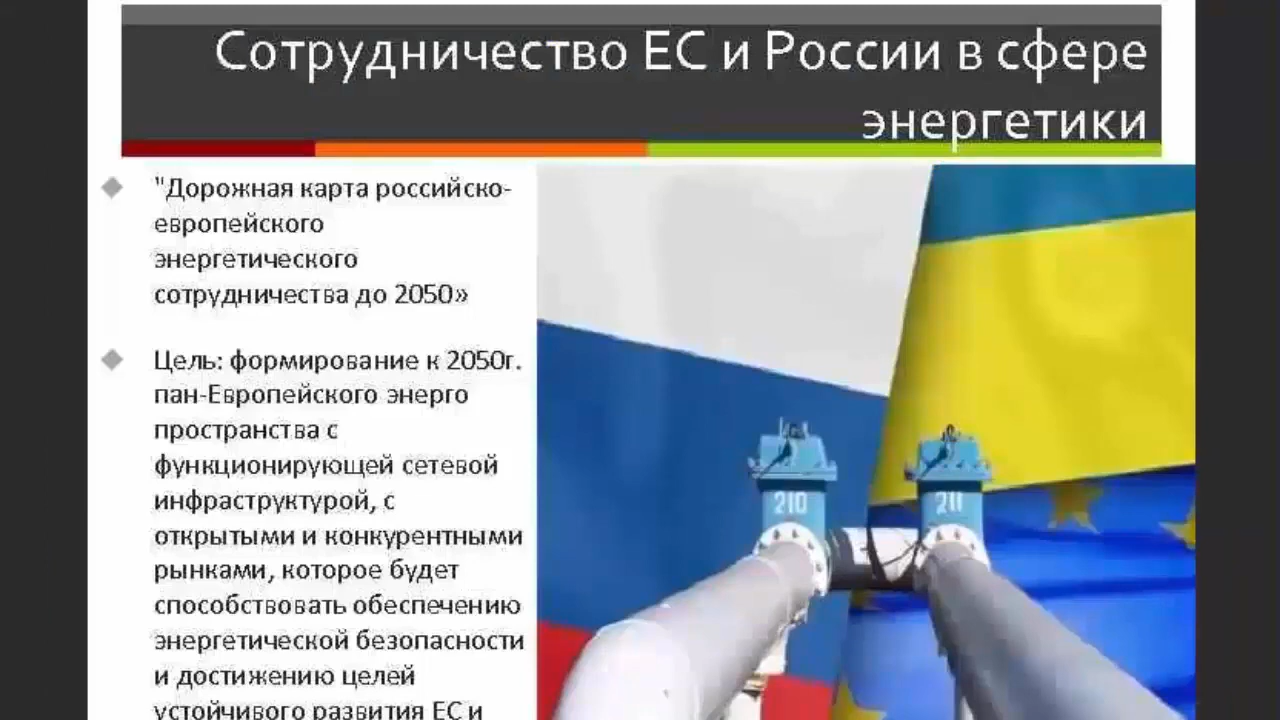 Сотрудничество ЕС и России в сфере
энергетики
"Дорожная карта российско-
европейского
энергетического
сотрудничества до 2050»
Цель: формирование к 2050г.
пан-Европейского энерго
пространства с
функционирующей сетевой
инфраструктурой, с
открытыми и конкурентными
рынками, которое будет
способствовать обеспечению
энергетической безопасности
и достижению целей
устойчивого развития ЕС и
210
211